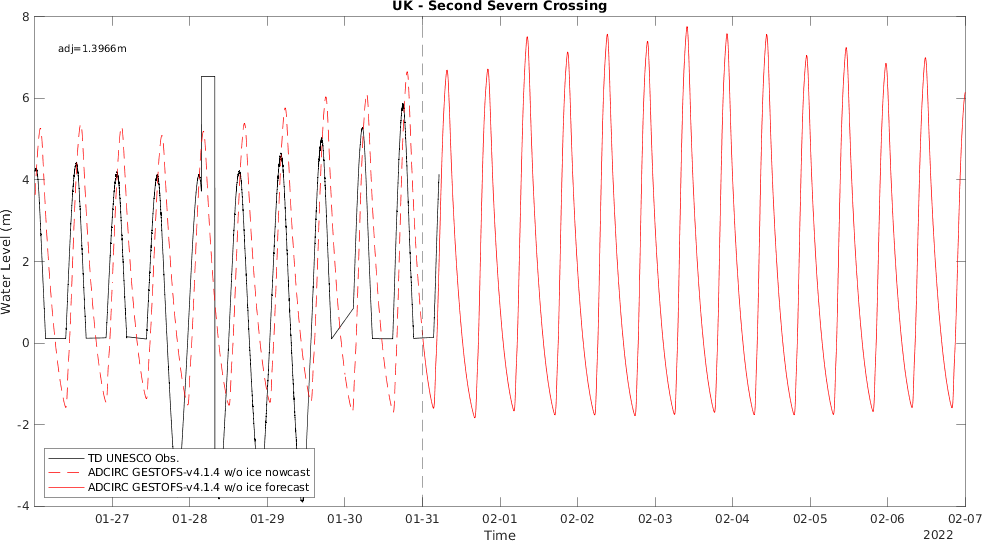 UK - Second Severn Crossing
adj=1.3966m
8
6
4
2
0
-2
-4
Water Level (m)
TD UNESCO Obs.
ADCIRC GESTOFS-v4.1.4 w/o ice nowcast
ADCIRC GESTOFS-v4.1.4 w/o ice forecast
01-27 01-28 01-29 01-30 01-31 02-01 02-02 02-03 02-04 02-05 02-06 02-07
Time
2022